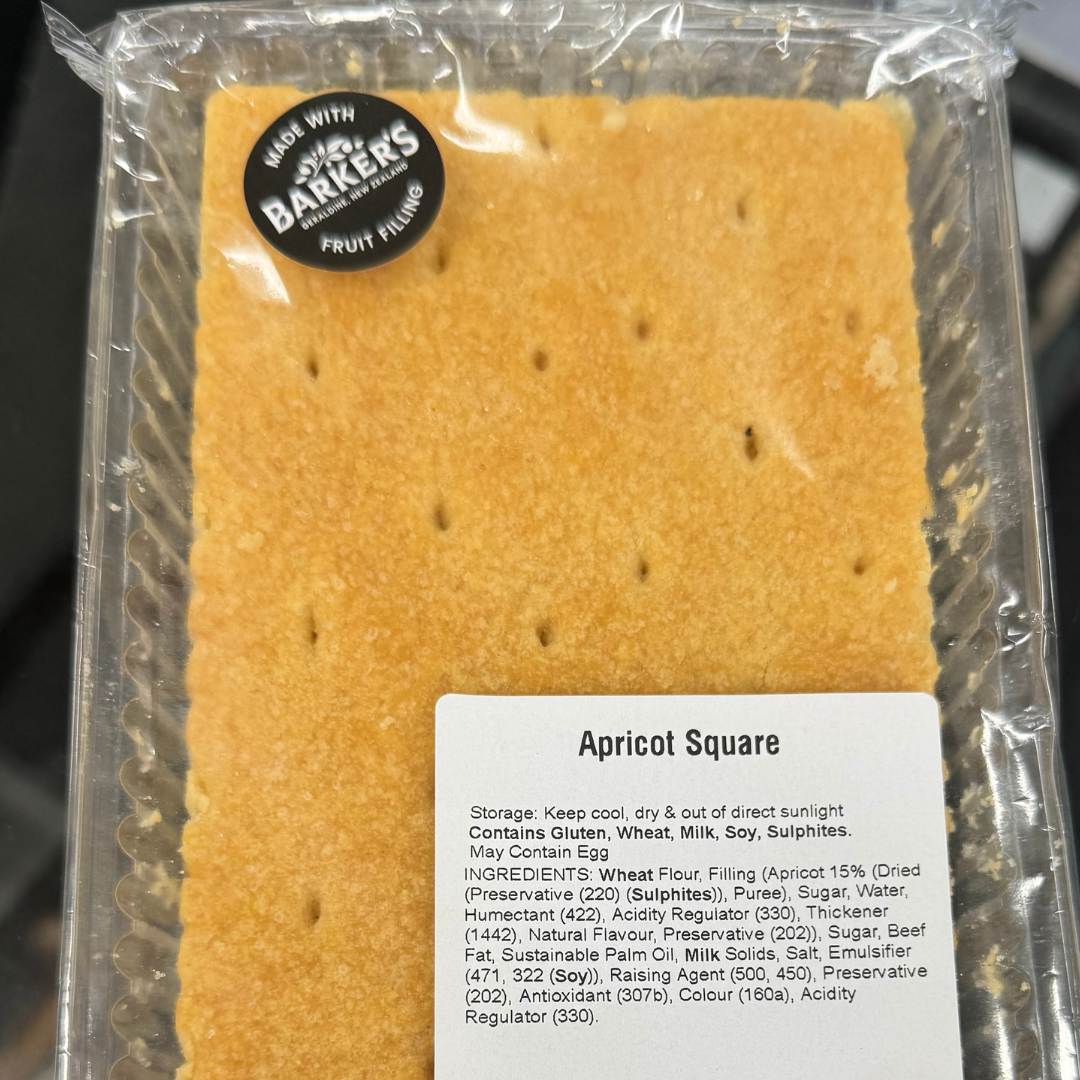 MADE WITH
BARKER'S
GERALDINE, NEW ZEALAND
FRUIT FILLING
Apricot Square
Storage: Keep cool, dry & out of direct sunlight
Contains Gluten, Wheat, Milk, Soy, Sulphites.
May Contain Egg
INGREDIENTS: Wheat Flour, Filling (Apricot 15% (Dried
(Preservative (220) (Sulphites)), Puree), Sugar, Water,
Humectant (422), Acidity Regulator (330), Thickener
(1442), Natural Flavour, Preservative (202)), Sugar, Beef
Fat, Sustainable Palm Oil, Milk Solids, Salt, Emulsifier
(471, 322 (Soy)), Raising Agent (500, 450), Preservative
(202), Antioxidant (307b), Colour (160a), Acidity
Regulator (330).